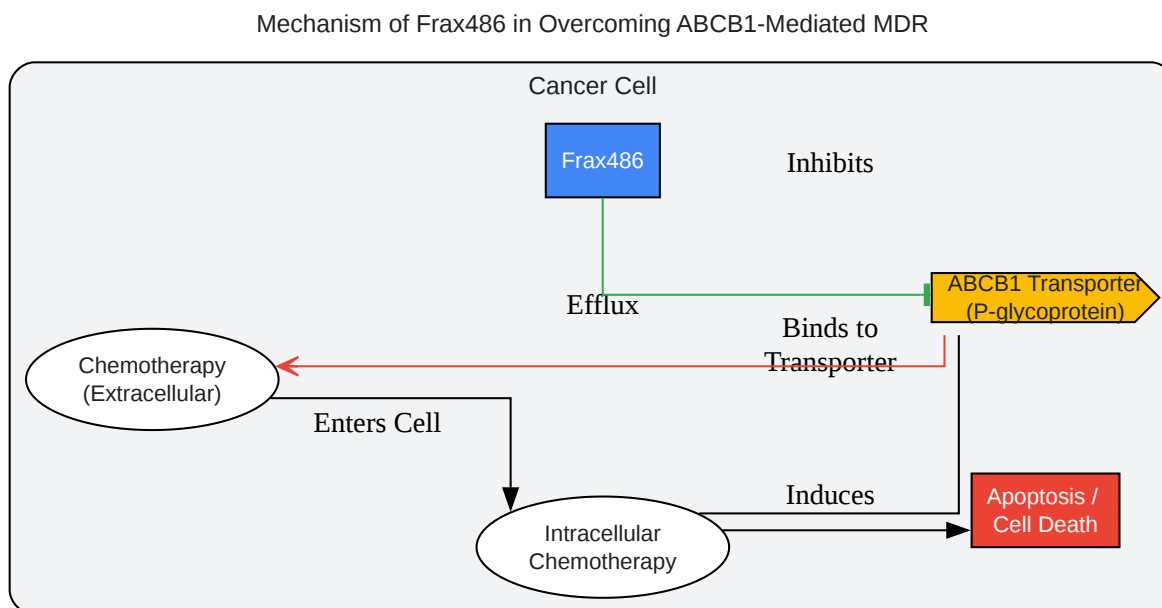 Mechanism of Frax486 in Overcoming ABCB1-Mediated MDR
Cancer Cell
Frax486
Inhibits
ABCB1 Transporter
(P-glycoprotein)
Efflux
Binds to
Transporter
Chemotherapy
(Extracellular)
Enters Cell
Induces
Apoptosis /
Cell Death
Intracellular
Chemotherapy